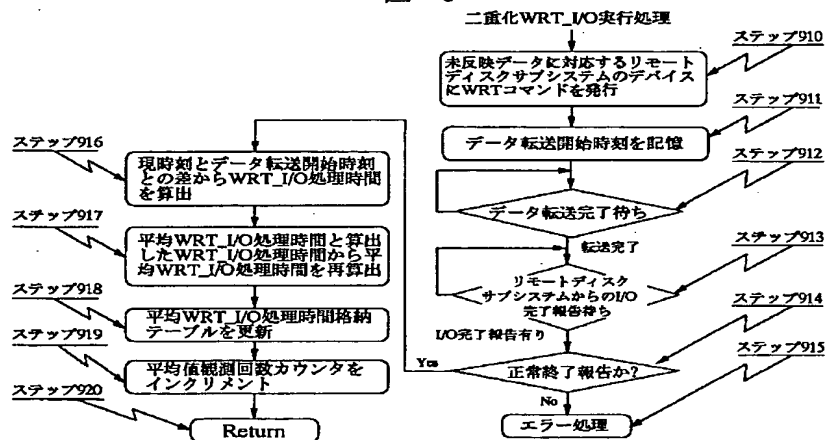 二重化WRT_I/O実行処理
ステップ910
未反映データに対応するリモート
ディスクサブシステムのデバイス
にWRTコマンドを発行
ステップ911
データ転送開始時刻を記憶
ステップ912
データ転送完了待ち
転送完了
ステップ913
リモートディスク
サブシステムからのI/O
完了報告待ち
I/O完了報告有り
ステップ914
正常終了報告か?
Yes
No
ステップ915
エラー処理
ステップ916
現時刻とデータ転送開始時刻
との差からWRT_I/O処理時間
を算出
ステップ917
平均WRT_I/O処理時間と算出
したWRT_I/O処理時間から平
均WRT_I/O処理時間を再算出
ステップ918
平均WRT_I/O処理時間格納
テーブルを更新
ステップ919
平均値観測回数カウンタを
インクリメント
ステップ920
Return